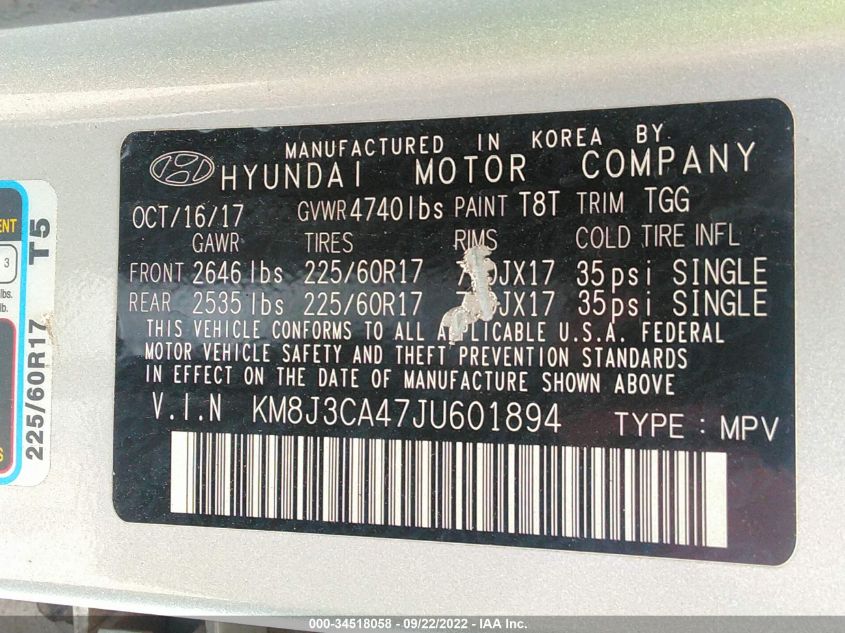 MANUFACTURED IN KOREA BY
HYUNDAI MOTOR COMPANY
OCT/16/17 GVWR 4740lbs PAINT T8T TRIM TGG
GAWR TIRES RIMS COLD TIRE INFL
FRONT 2646 lbs 225/60R17 35psi SINGLE
REAR 2535 lbs 225/60R17 35psi SINGLE
THIS VEHICLE CONFORMS TO ALL APPLICABLE U.S.A. FEDERAL
MOTOR VEHICLE SAFETY AND THEFT PREVENTION STANDARDS
IN EFFECT ON THE DATE OF MANUFACTURE SHOWN ABOVE
V.I.N KM8J3CA47JU601894 TYPE : MPV
225/60R17 T5
3
lbs.
lb.
000-34518058 - 09/22/2022 - IAA Inc.